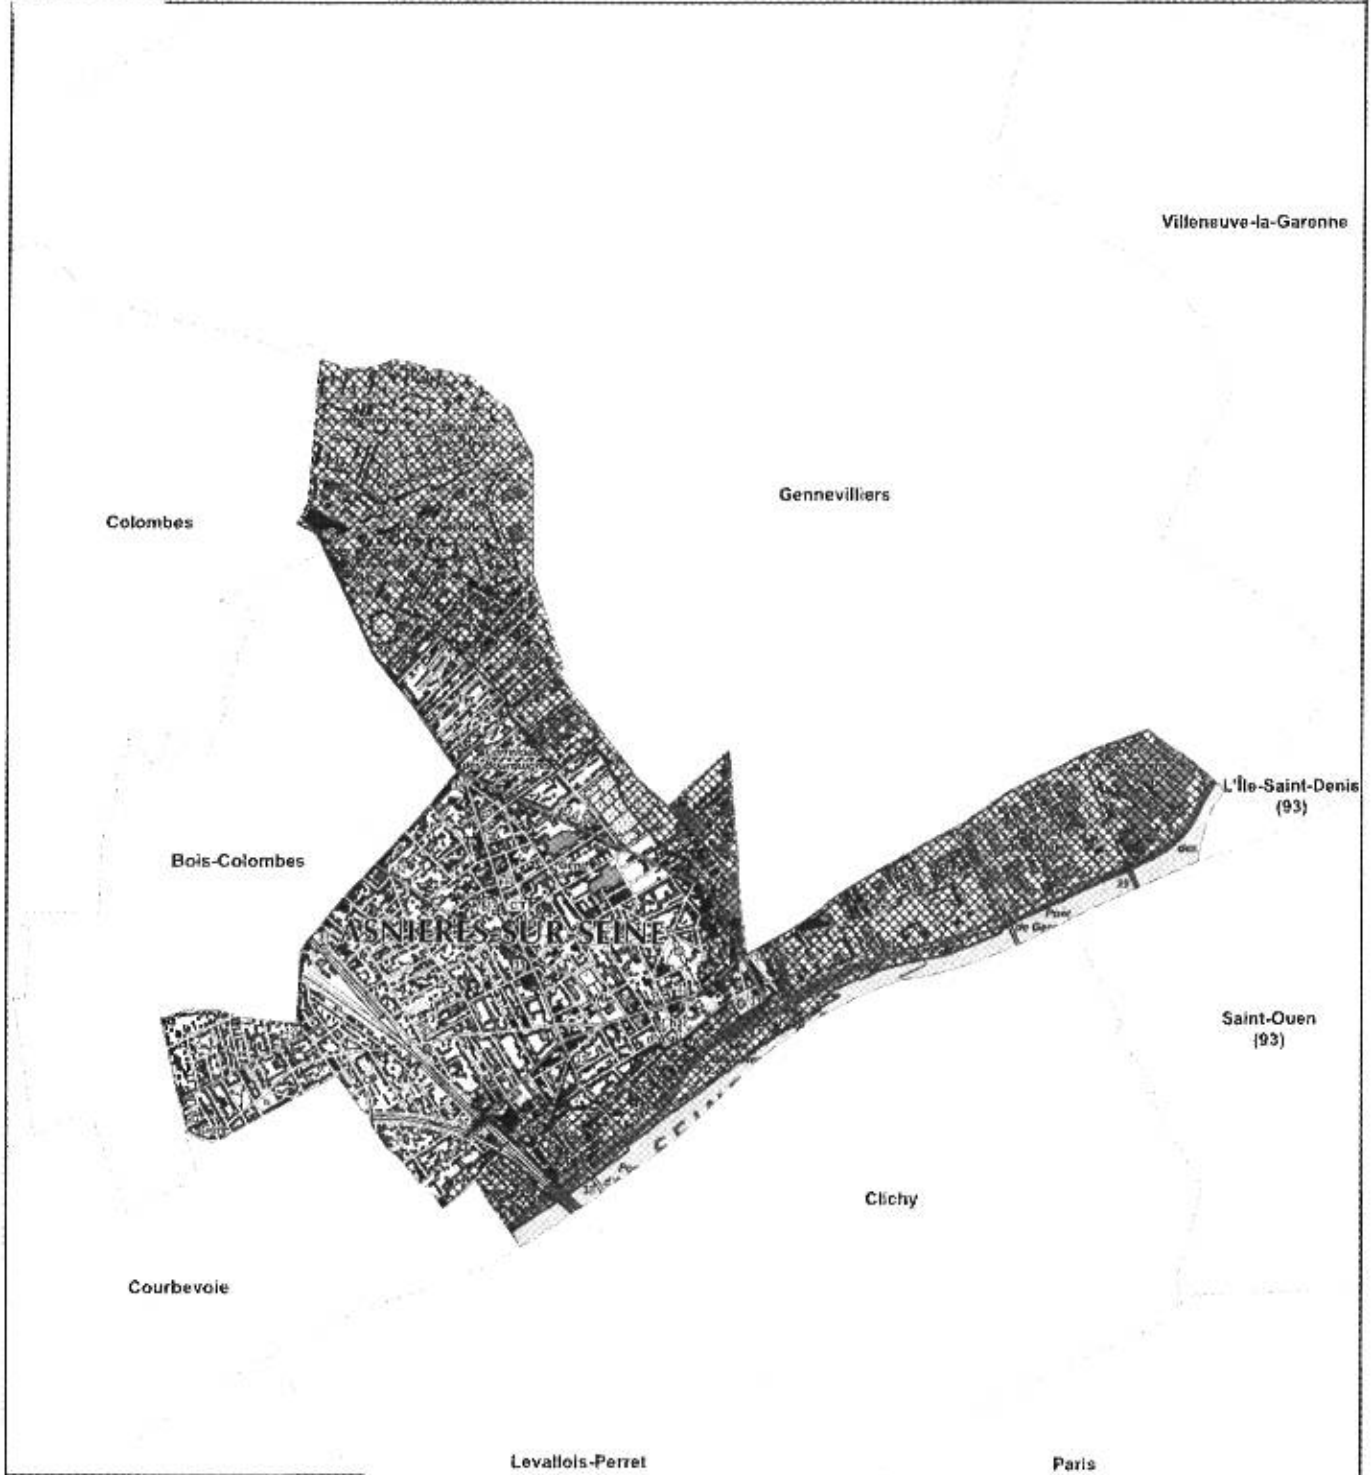 Villeneuve-la-Garenne
Gennevilliers
Colombes
L'Île-Saint-Denis
(93)
Bois-Colombes
ASNIERES-SUR-SEINE
Saint-Ouen
(93)
Clichy
Courbevoie
Levallois-Perret
Paris